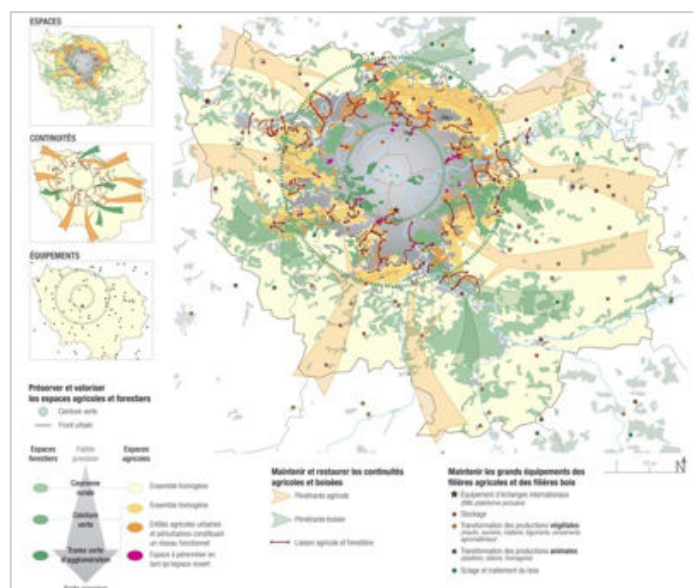 ESPACES
CONTINUITÉS
ÉQUIPEMENTS
Préserver et valoriser
les espaces agricoles et forestiers
Ceinture verte
Front urbain
Espaces
forestiers
Faible
pression
Espaces
agricoles
Couronne
rurale
Ensemble homogène
Ceinture
verte
Ensemble homogène
Entités agricoles urbaines
et périurbaines constituant
un réseau fonctionnel
Trame verte
d'agglomération
Espace à pérenniser en
tant qu'espace ouvert
Maintenir et restaurer les continuités
agricoles et boisées
Pénétrante agricole
Pénétrante boisée
Liaison agricole et forestière
Maintenir les grands équipements des
filières agricoles et des filières bois
Équipement d'échanges internationaux
Stockage
Transformation des productions végétales
Transformation des productions animales
Sciage et traitement du bois
N